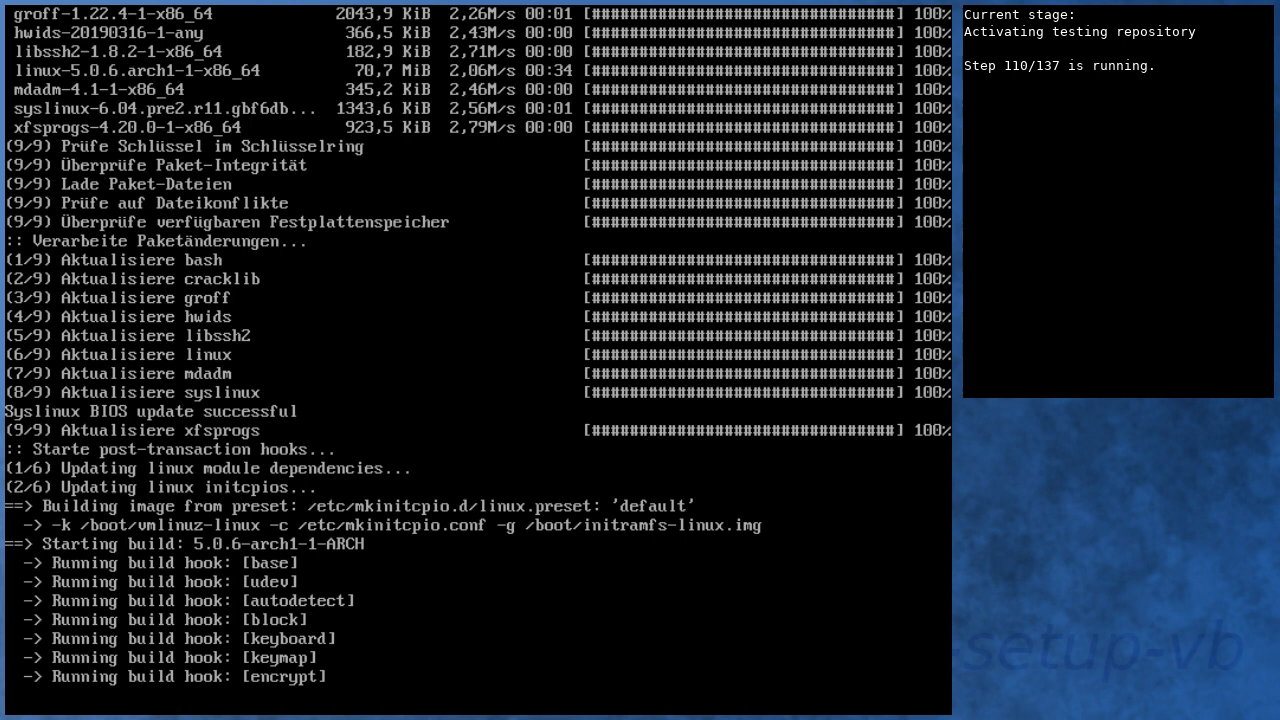 groff-1.22.4-1-x86_64 2043,9 KiB 2,26M/s 00:01 [################################] 100%
hwids-20190316-1-any 366,5 KiB 2,43M/s 00:00 [################################] 100%
libssh2-1.8.2-1-x86_64 182,9 KiB 2,71M/s 00:00 [################################] 100%
linux-5.0.6.arch1-1-x86_64 70,7 MiB 2,06M/s 00:34 [################################] 100%
mdadm-4.1-1-x86_64 345,2 KiB 2,46M/s 00:00 [################################] 100%
syslinux-6.04.pre2.r11.gbf6db... 1343,6 KiB 2,56M/s 00:01 [################################] 100%
xfsprogs-4.20.0-1-x86_64 923,5 KiB 2,79M/s 00:00 [################################] 100%
(9/9) Prüfe Schlüssel im Schlüsselring [################################] 100%
(9/9) Überprüfe Paket-Integrität [################################] 100%
(9/9) Lade Paket-Dateien [################################] 100%
(9/9) Prüfe auf Dateikonflikte [################################] 100%
(9/9) Überprüfe verfügbaren Festplattenspeicher [################################] 100%
:: Verarbeite Paketänderungen...
(1/9) Aktualisiere bash [################################] 100%
(2/9) Aktualisiere cracklib [################################] 100%
(3/9) Aktualisiere groff [################################] 100%
(4/9) Aktualisiere hwids [################################] 100%
(5/9) Aktualisiere libssh2 [################################] 100%
(6/9) Aktualisiere linux [################################] 100%
(7/9) Aktualisiere mdadm [################################] 100%
(8/9) Aktualisiere syslinux [################################] 100%
Syslinux BIOS update successful
(9/9) Aktualisiere xfsprogs [################################] 100%
:: Starte post-transaction hooks...
(1/6) Updating linux module dependencies...
(2/6) Updating linux initcpios...
==> Building image from preset: /etc/mkinitcpio.d/linux.preset: 'default'
-> -k /boot/vmlinuz-linux -c /etc/mkinitcpio.conf -g /boot/initramfs-linux.img
==> Starting build: 5.0.6-arch1-1-ARCH
-> Running build hook: [base]
-> Running build hook: [udev]
-> Running build hook: [autodetect]
-> Running build hook: [block]
-> Running build hook: [keyboard]
-> Running build hook: [keymap]
-> Running build hook: [encrypt]
Current stage:
Activating testing repository
Step 110/137 is running.
-setup-vb